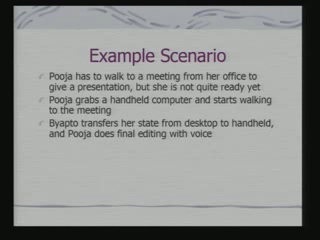 Example Scenario
Pooja has to walk to a meeting from her office to
give a presentation, but she is not quite ready yet
Pooja grabs a handheld computer and starts walking
to the meeting
Byapto transfers her state from desktop to handheld,
and Pooja does final editing with voice